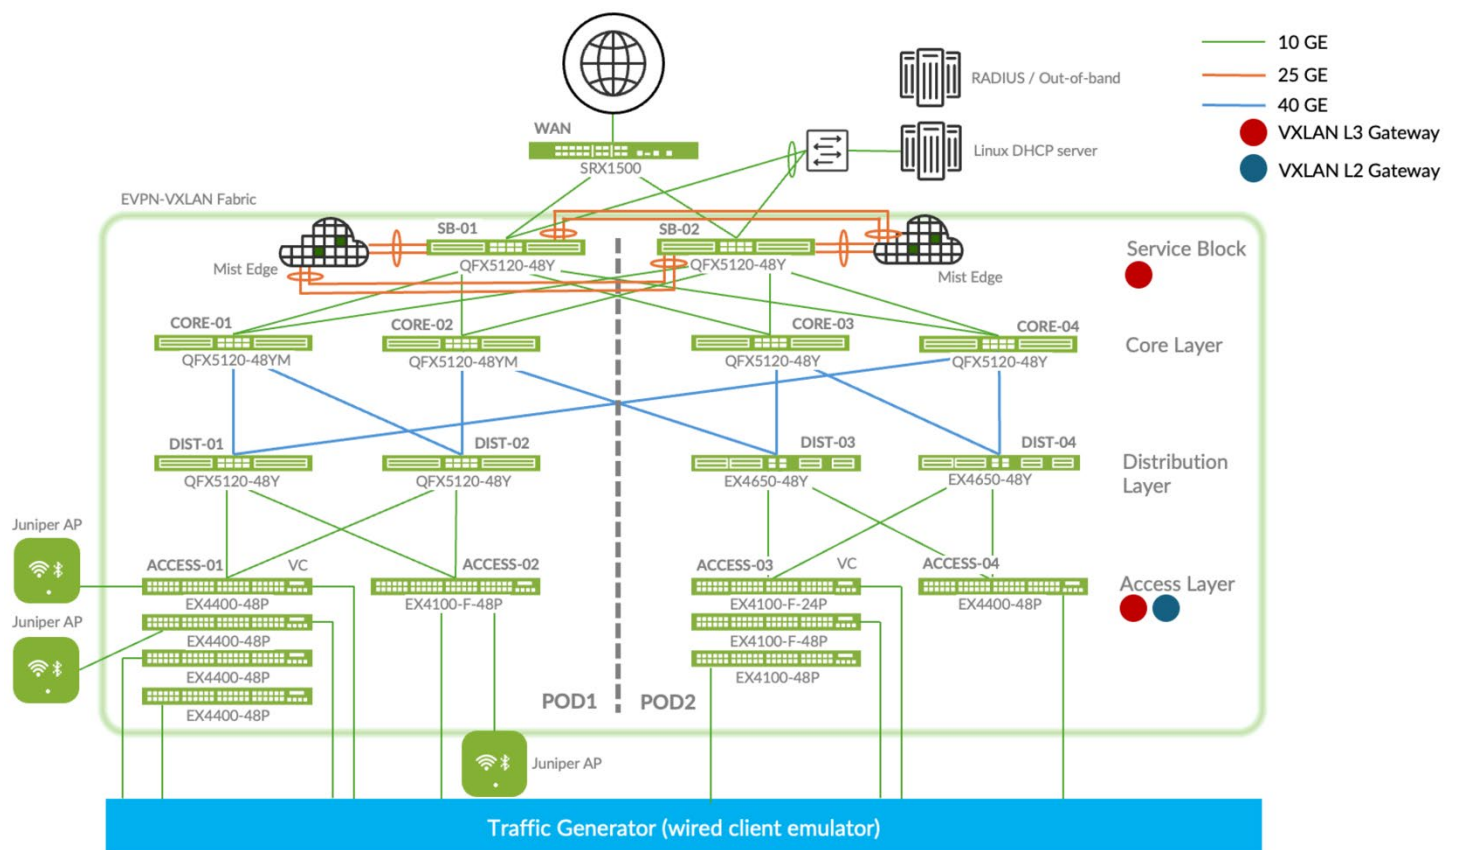 10 GE
25 GE
40 GE
VXLAN L3 Gateway
VXLAN L2 Gateway
RADIUS / Out-of-band
WAN
SRX1500
Linux DHCP server
EVPN-VXLAN Fabric
SB-01
SB-02
QFX5120-48Y
QFX5120-48Y
Mist Edge
Mist Edge
Service Block
CORE-01
CORE-02
CORE-03
CORE-04
QFX5120-48YM
QFX5120-48YM
QFX5120-48Y
QFX5120-48Y
Core Layer
DIST-01
DIST-02
DIST-03
DIST-04
QFX5120-48Y
QFX5120-48Y
EX4650-48Y
EX4650-48Y
Distribution
Layer
Juniper AP
ACCESS-01
VC
ACCESS-02
ACCESS-03
VC
ACCESS-04
EX4400-48P
EX4100-F-48P
EX4100-F-24P
EX4400-48P
Access Layer
Juniper AP
EX4400-48P
EX4100-F-48P
EX4400-48P
EX4100-48P
EX4400-48P
POD1
POD2
Juniper AP
Traffic Generator (wired client emulator)